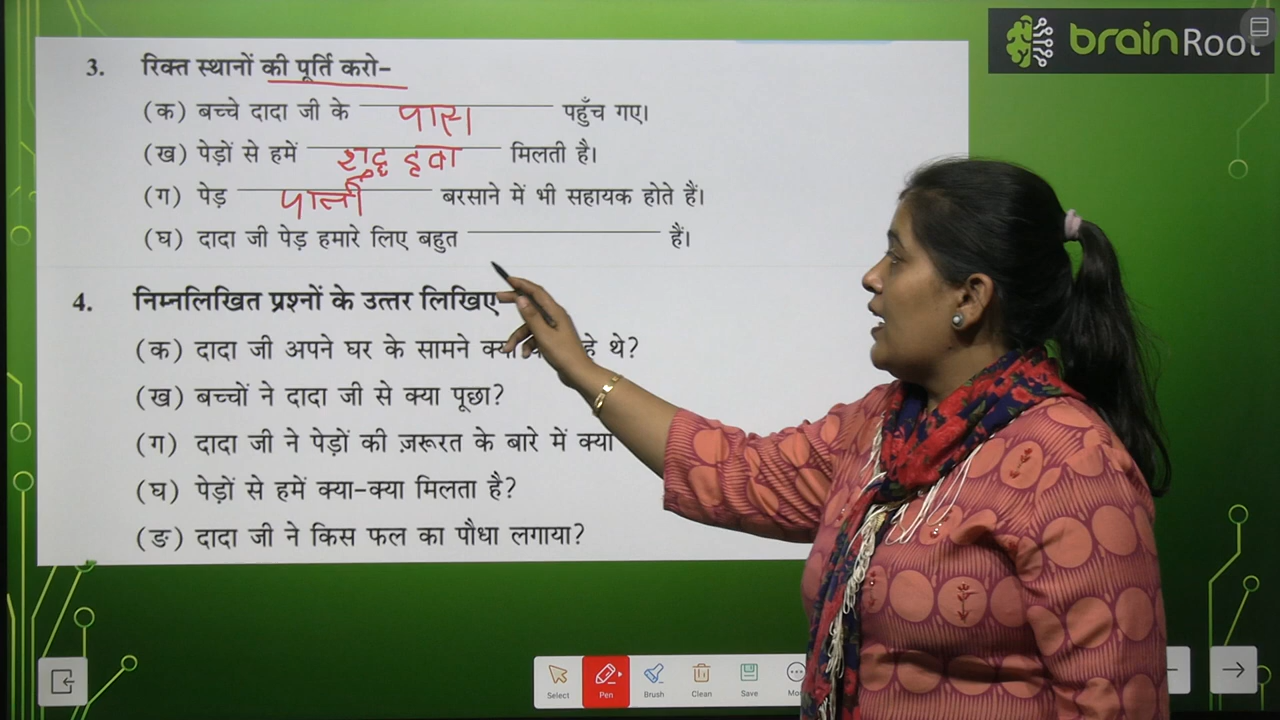 brainRoot
3. रिक्त स्थानों की पूर्ति करो-
(क) बच्चे दादा जी के पास पहुँच गए।
(ख) पेड़ों से हमें शुद्ध हवा मिलती है।
(ग) पेड़ पानी बरसाने में भी सहायक होते हैं।
(घ) दादा जी पेड़ हमारे लिए बहुत हैं।
4. निम्नलिखित प्रश्नों के उत्तर लिखिए
(क) दादा जी अपने घर के सामने थे?
(ख) बच्चों ने दादा जी से क्या पूछा?
(ग) दादा जी ने पेड़ों की ज़रूरत के बारे में क्या
(घ) पेड़ों से हमें क्या-क्या मिलता है?
(ङ) दादा जी ने किस फल का पौधा लगाया?
Select Pen Brush Clean Save